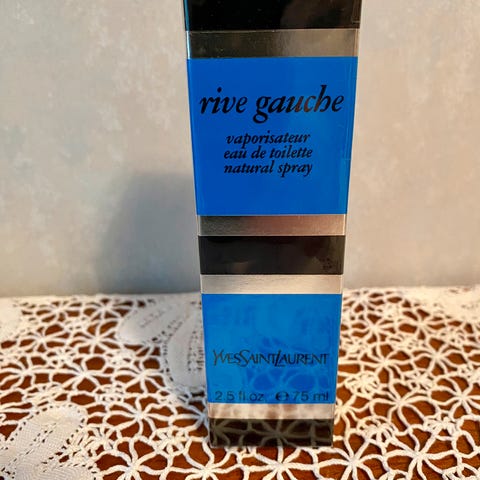 rive gauche
vaporisateur
eau de toilette
natural spray
YVESSAINTLAURENT
2.5 fl oz ℮ 75 ml